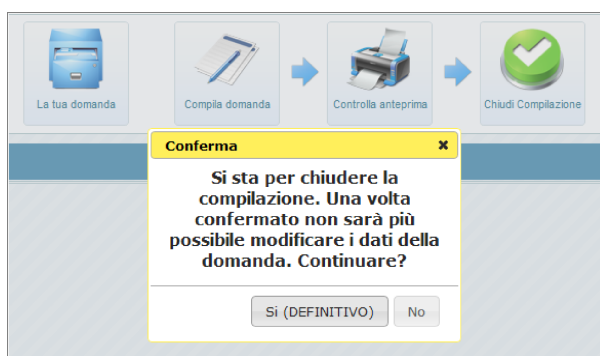 La tua domanda
Compila domanda
Controlla anteprima
Chiudi Compilazione
Conferma
Si sta per chiudere la
compilazione. Una volta
confermato non sarà più
possibile modificare i dati della
domanda. Continuare?
Si (DEFINITIVO)
No